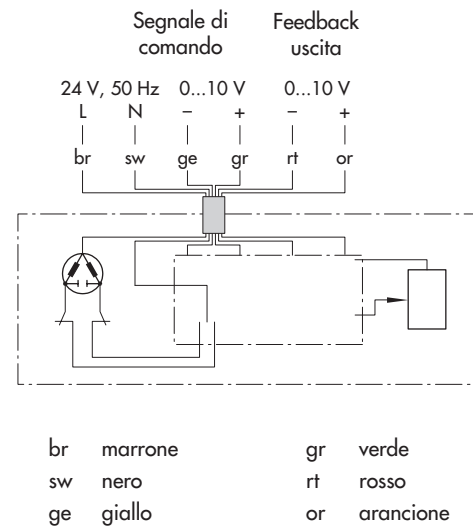 Segnale di comando Feedback uscita
24 V, 50 Hz 0...10 V 0...10 V
L N – + – +
br sw ge gr rt or
br marrone gr verde
sw nero rt rosso
ge giallo or arancione